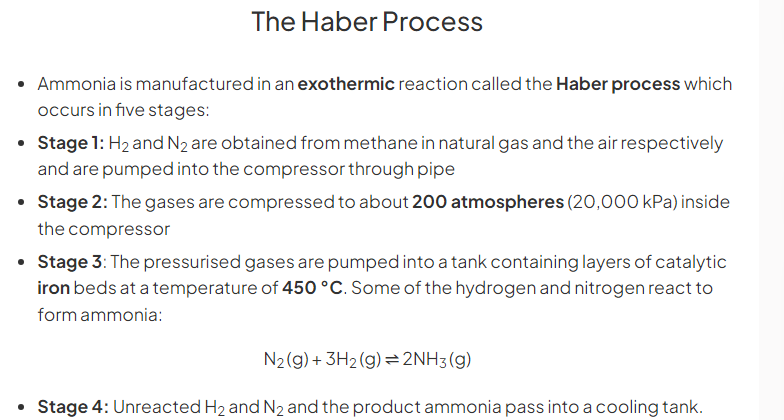 The Haber Process
• Ammonia is manufactured in an exothermic reaction called the Haber process which
occurs in five stages:
• Stage 1: H₂ and N₂ are obtained from methane in natural gas and the air respectively
and are pumped into the compressor through pipe
• Stage 2: The gases are compressed to about 200 atmospheres (20,000 kPa) inside
the compressor
• Stage 3: The pressurised gases are pumped into a tank containing layers of catalytic
iron beds at a temperature of 450 °C. Some of the hydrogen and nitrogen react to
form ammonia:
N₂ (g) + 3H₂ (g) ⇌ 2NH₃ (g)
• Stage 4: Unreacted H₂ and N₂ and the product ammonia pass into a cooling tank.